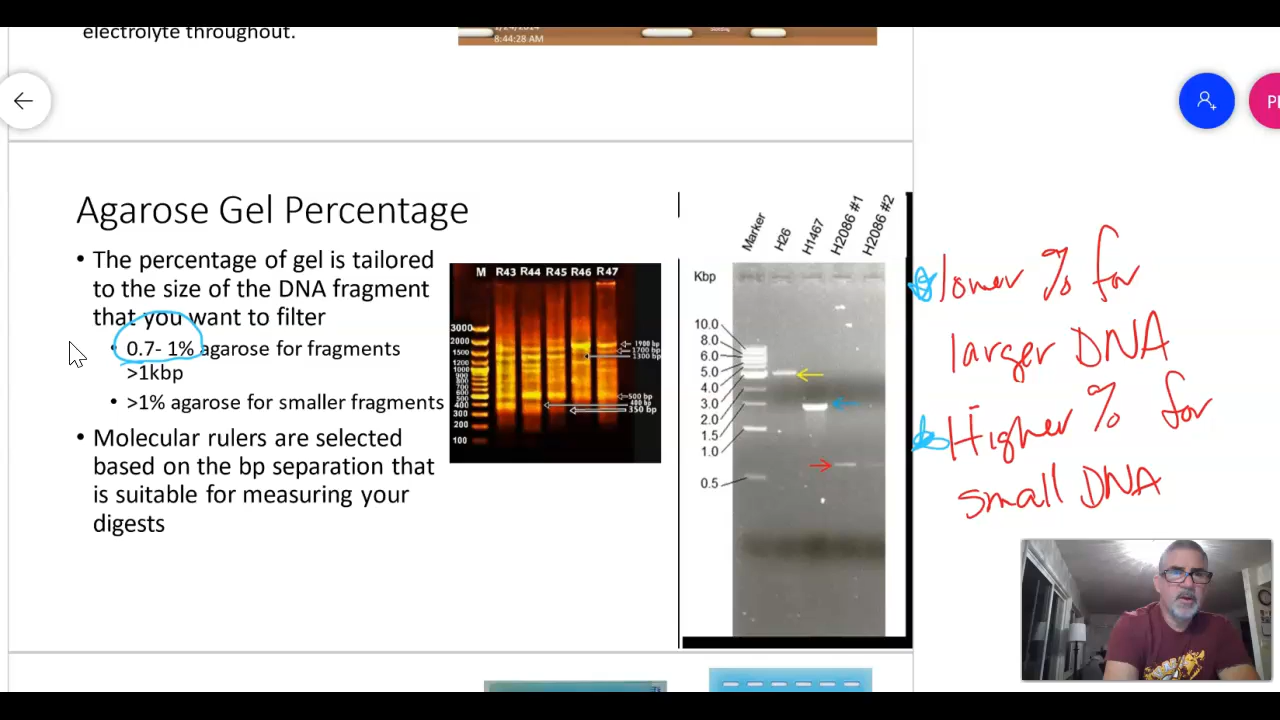 electrolyte throughout.
8:44:28 AM
PI
Agarose Gel Percentage
• The percentage of gel is tailored
to the size of the DNA fragment
that you want to filter
• 0.7- 1% agarose for fragments
>1kbp
• >1% agarose for smaller fragments
• Molecular rulers are selected
based on the bp separation that
is suitable for measuring your
digests
M R43 R44 R45 R46 R47
3000
2000
1500
1200
1000
900
800
700
600
500
400
300
200
100
1900 bp
1700 bp
1300 bp
500 bp
480 bp
350 bp
Marker
H26
H1467
H2086 #1
H2086 #2
Kbp
10.0
8.0
6.0
5.0
4.0
3.0
2.0
1.5
1.0
0.5
lower % for
larger DNA
Higher % for
small DNA